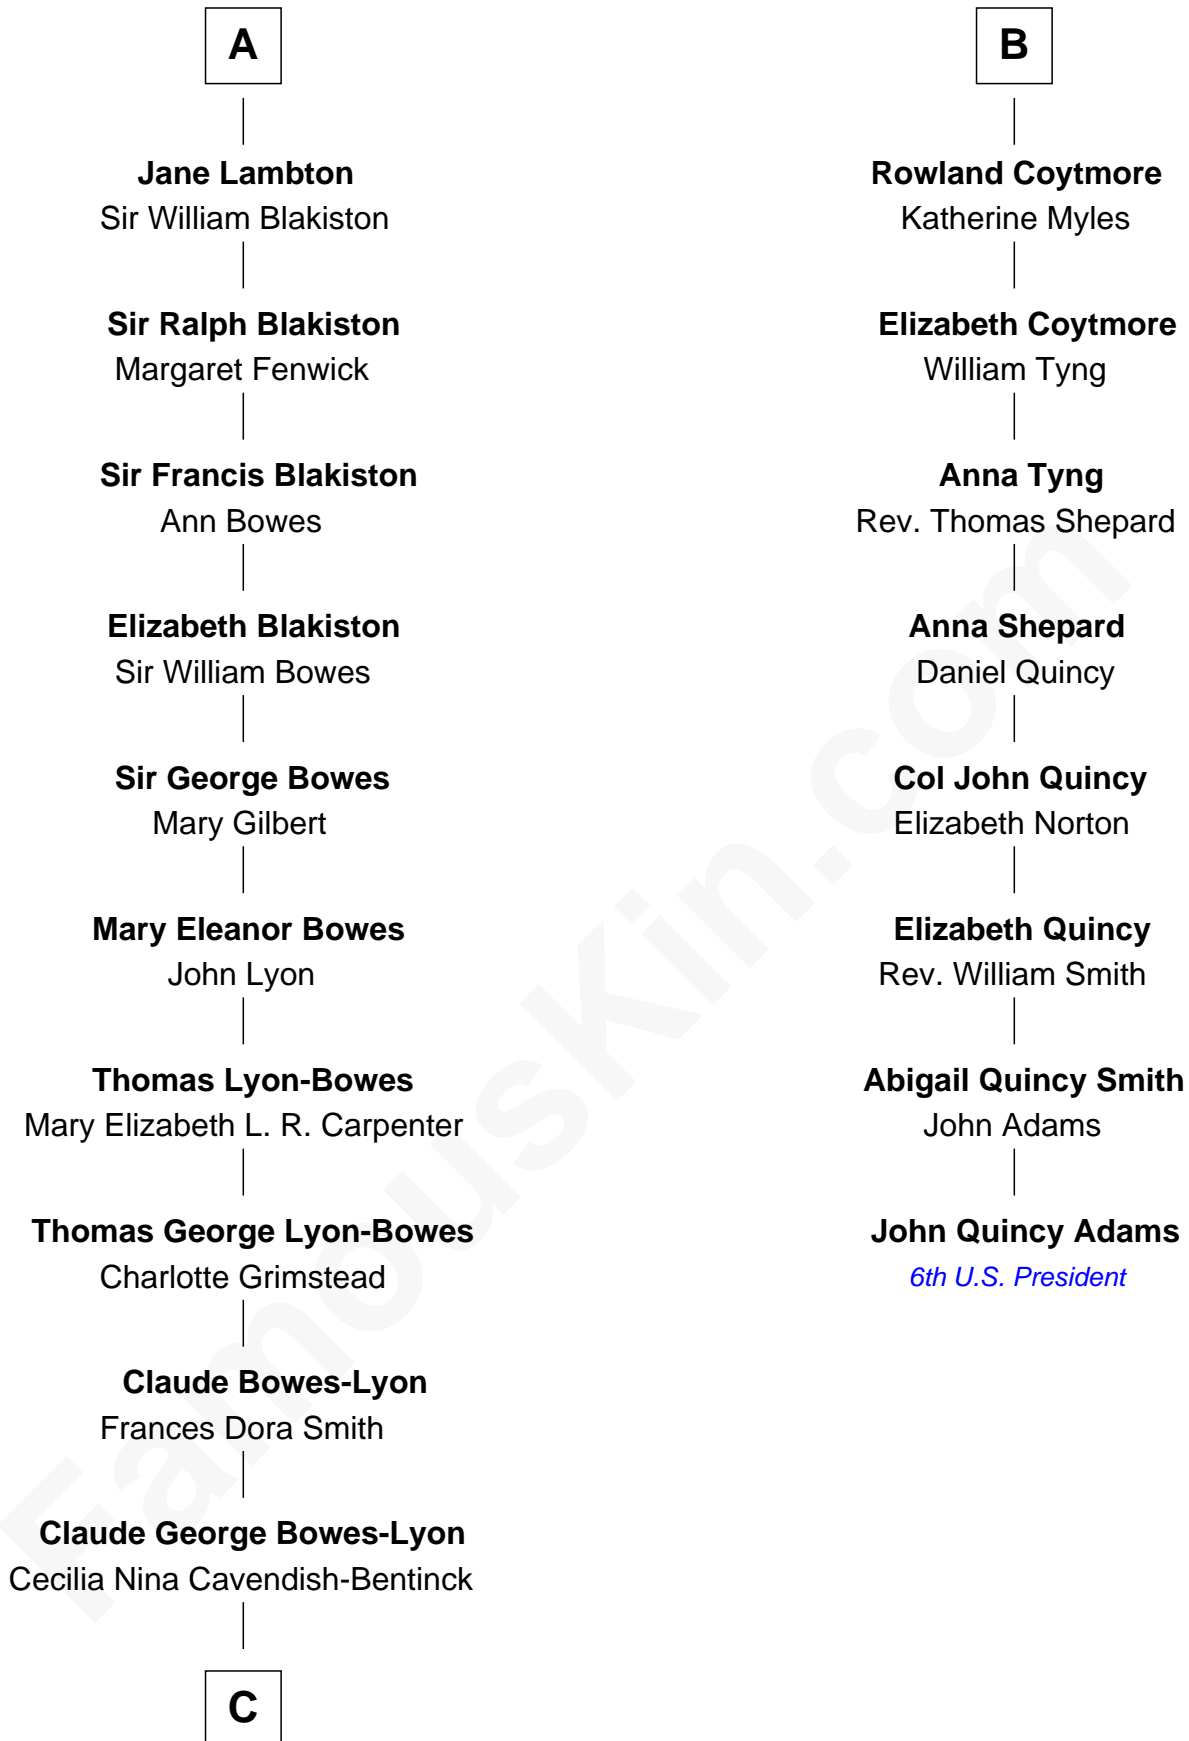 A
Jane Lambton
Sir William Blakiston
Sir Ralph Blakiston
Margaret Fenwick
Sir Francis Blakiston
Ann Bowes
Elizabeth Blakiston
Sir William Bowes
Sir George Bowes
Mary Gilbert
Mary Eleanor Bowes
John Lyon
Thomas Lyon-Bowes
Mary Elizabeth L. R. Carpenter
Thomas George Lyon-Bowes
Charlotte Grimstead
Claude Bowes-Lyon
Frances Dora Smith
Claude George Bowes-Lyon
Cecilia Nina Cavendish-Bentinck
C
B
Rowland Coytmore
Katherine Myles
Elizabeth Coytmore
William Tyng
Anna Tyng
Rev. Thomas Shepard
Anna Shepard
Daniel Quincy
Col John Quincy
Elizabeth Norton
Elizabeth Quincy
Rev. William Smith
Abigail Quincy Smith
John Adams
John Quincy Adams
6th U.S. President
FamousKin.com